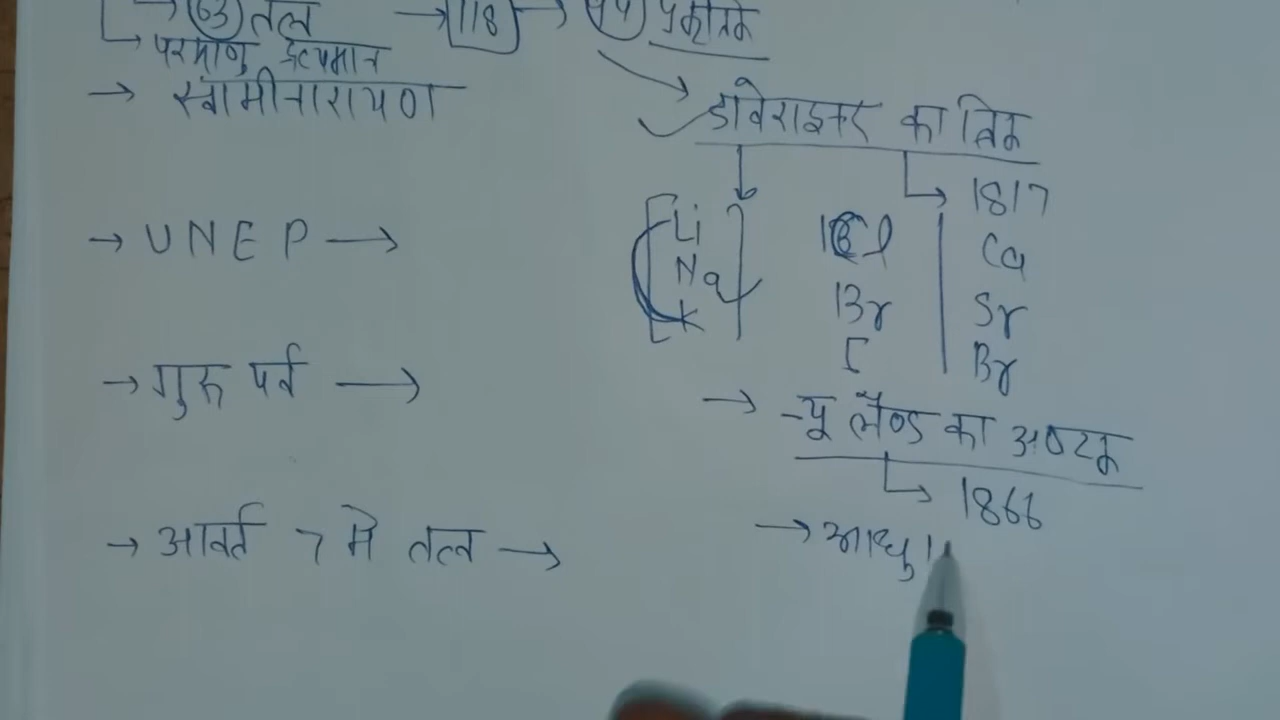 → 63 तत्व → 118 → 94 प्रकृतिक
→ परमाणु द्रव्यमान
→ स्वामीनारायण
→ UNEP →
→ गुरु पर्व →
→ आवर्त 7 मे तत्व →
डाबेराइनर का त्रिक
→ 1817
Li Cl Ca
Na Br Sr
K I Br
→ न्यू लैण्ड का अष्टक
→ 1866
→ आधु